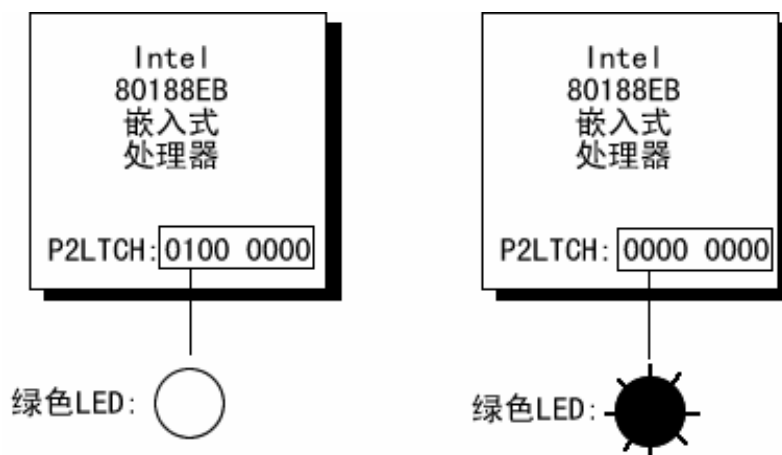 Intel
80188EB
嵌入式
处理器
P2LTCH: 0100 0000
绿色LED:
Intel
80188EB
嵌入式
处理器
P2LTCH: 0000 0000
绿色LED: